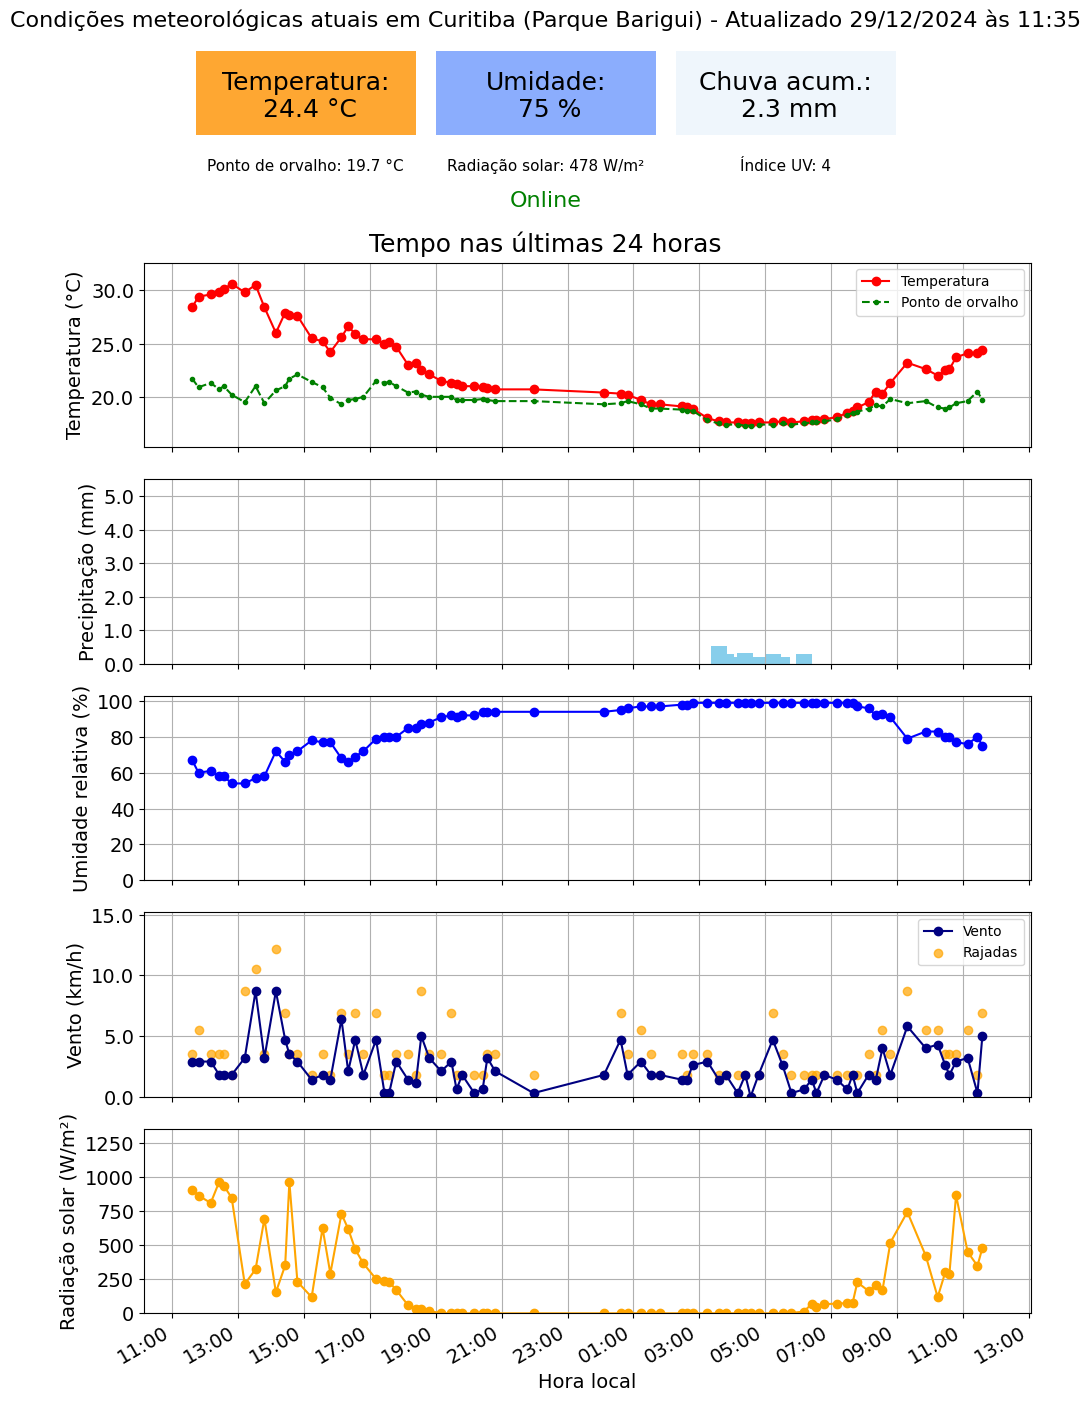 Condições meteorológicas atuais em Curitiba (Parque Barigui) - Atualizado 29/12/2024 às 11:35
Temperatura:
24.4 °C
Umidade:
75 %
Chuva acum.:
2.3 mm
Ponto de orvalho: 19.7 °C
Radiação solar: 478 W/m²
Índice UV: 4
Online
Tempo nas últimas 24 horas
Temperatura (°C)
30.0
25.0
20.0
Temperatura
Ponto de orvalho
Precipitação (mm)
5.0
4.0
3.0
2.0
1.0
0.0
Umidade relativa (%)
100
80
60
40
20
0
Vento (km/h)
15.0
10.0
5.0
0.0
Vento
Rajadas
Radiação solar (W/m²)
1250
1000
750
500
250
0
11:00
13:00
15:00
17:00
19:00
21:00
23:00
01:00
03:00
05:00
07:00
09:00
11:00
13:00
Hora local